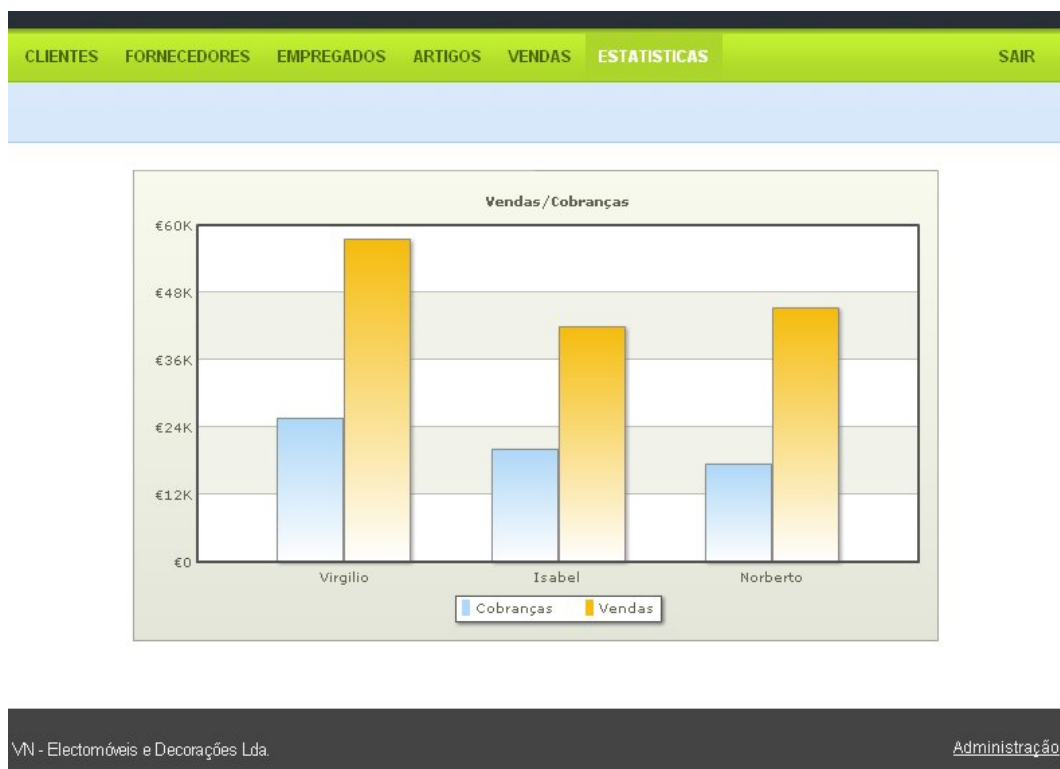 CLIENTES FORNECEDORES EMPREGADOS ARTIGOS VENDAS ESTATISTICAS SAIR
Vendas/Cobranças
€60K
€48K
€36K
€24K
€12K
€0
Virgilio Isabel Norberto
Cobranças Vendas
VN - Electomóveis e Decorações Lda. Administração